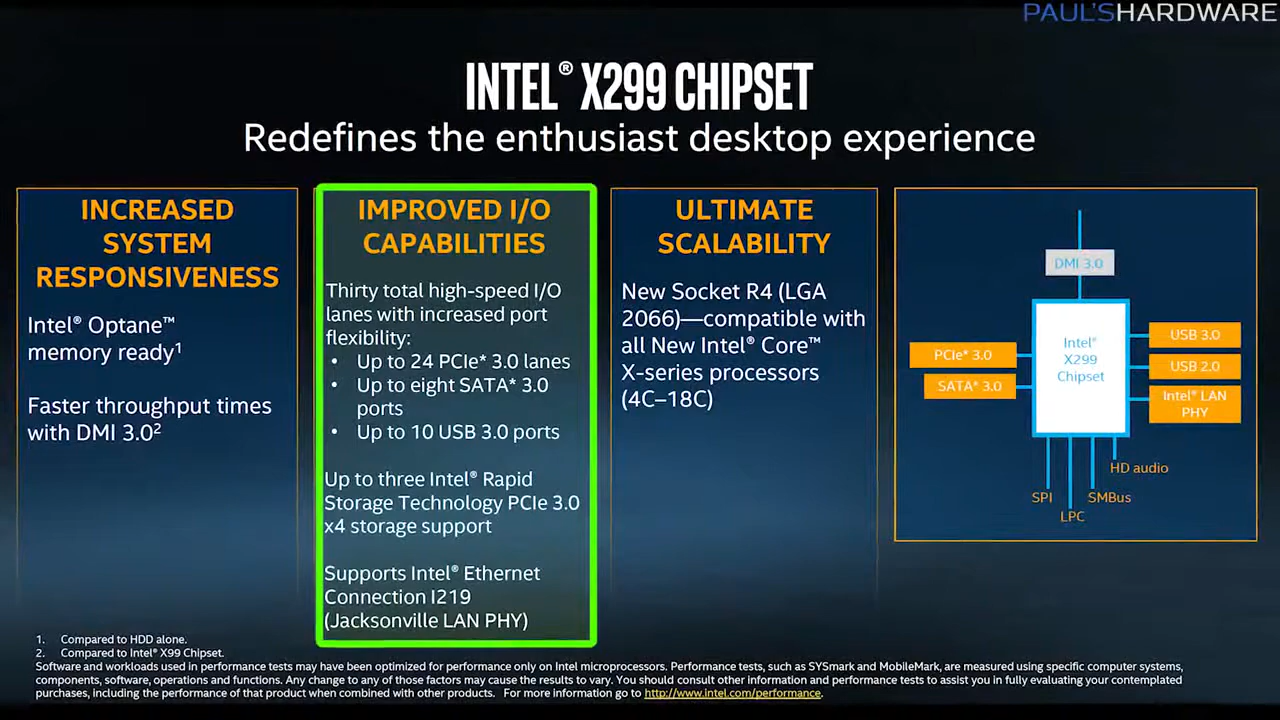 PAUL'SHARDWARE
INTEL® X299 CHIPSET
Redefines the enthusiast desktop experience
INCREASED
SYSTEM
RESPONSIVENESS
Intel® Optane™
memory ready¹
Faster throughput times
with DMI 3.0²
IMPROVED I/O
CAPABILITIES
Thirty total high-speed I/O
lanes with increased port
flexibility:
• Up to 24 PCIe* 3.0 lanes
• Up to eight SATA* 3.0
ports
• Up to 10 USB 3.0 ports
Up to three Intel® Rapid
Storage Technology PCIe 3.0
x4 storage support
Supports Intel® Ethernet
Connection I219
(Jacksonville LAN PHY)
ULTIMATE
SCALABILITY
New Socket R4 (LGA
2066)—compatible with
all New Intel® Core™
X-series processors
(4C–18C)
DMI 3.0
PCIe* 3.0
SATA* 3.0
Intel®
X299
Chipset
USB 3.0
USB 2.0
Intel® LAN
PHY
HD audio
SPI
SMBus
LPC
1. Compared to HDD alone.
2. Compared to Intel® X99 Chipset.
Software and workloads used in performance tests may have been optimized for performance only on Intel microprocessors. Performance tests, such as SYSmark and MobileMark, are measured using specific computer systems,
components, software, operations and functions. Any change to any of those factors may cause the results to vary. You should consult other information and performance tests to assist you in fully evaluating your contemplated
purchases, including the performance of that product when combined with other products. For more information go to http://www.intel.com/performance.